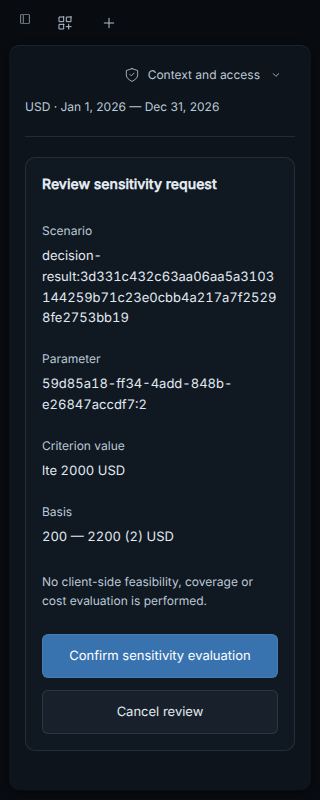 Context and access
USD · Jan 1, 2026 — Dec 31, 2026
Review sensitivity request
Scenario
decision-
result:3d331c432c63aa06aa5a3103
144259b71c23e0cbb4a217a7f2529
8fe2753bb19
Parameter
59d85a18-ff34-4add-848b-
e26847accdf7:2
Criterion value
lte 2000 USD
Basis
200 — 2200 (2) USD
No client-side feasibility, coverage or
cost evaluation is performed.
Confirm sensitivity evaluation
Cancel review